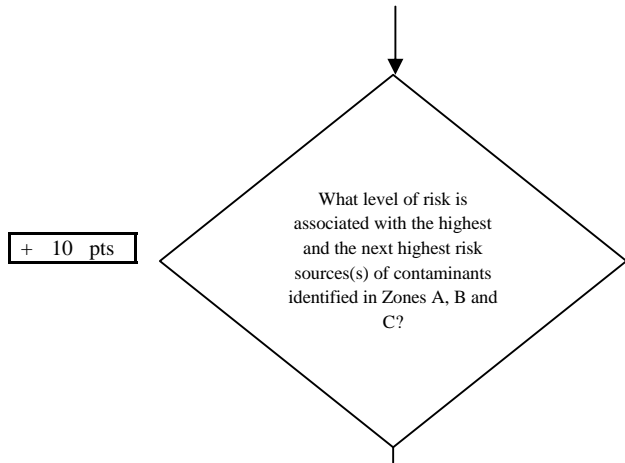 What level of risk is
associated with the highest
and the next highest risk
sources(s) of contaminants
identified in Zones A, B and
C?
+ 10 pts